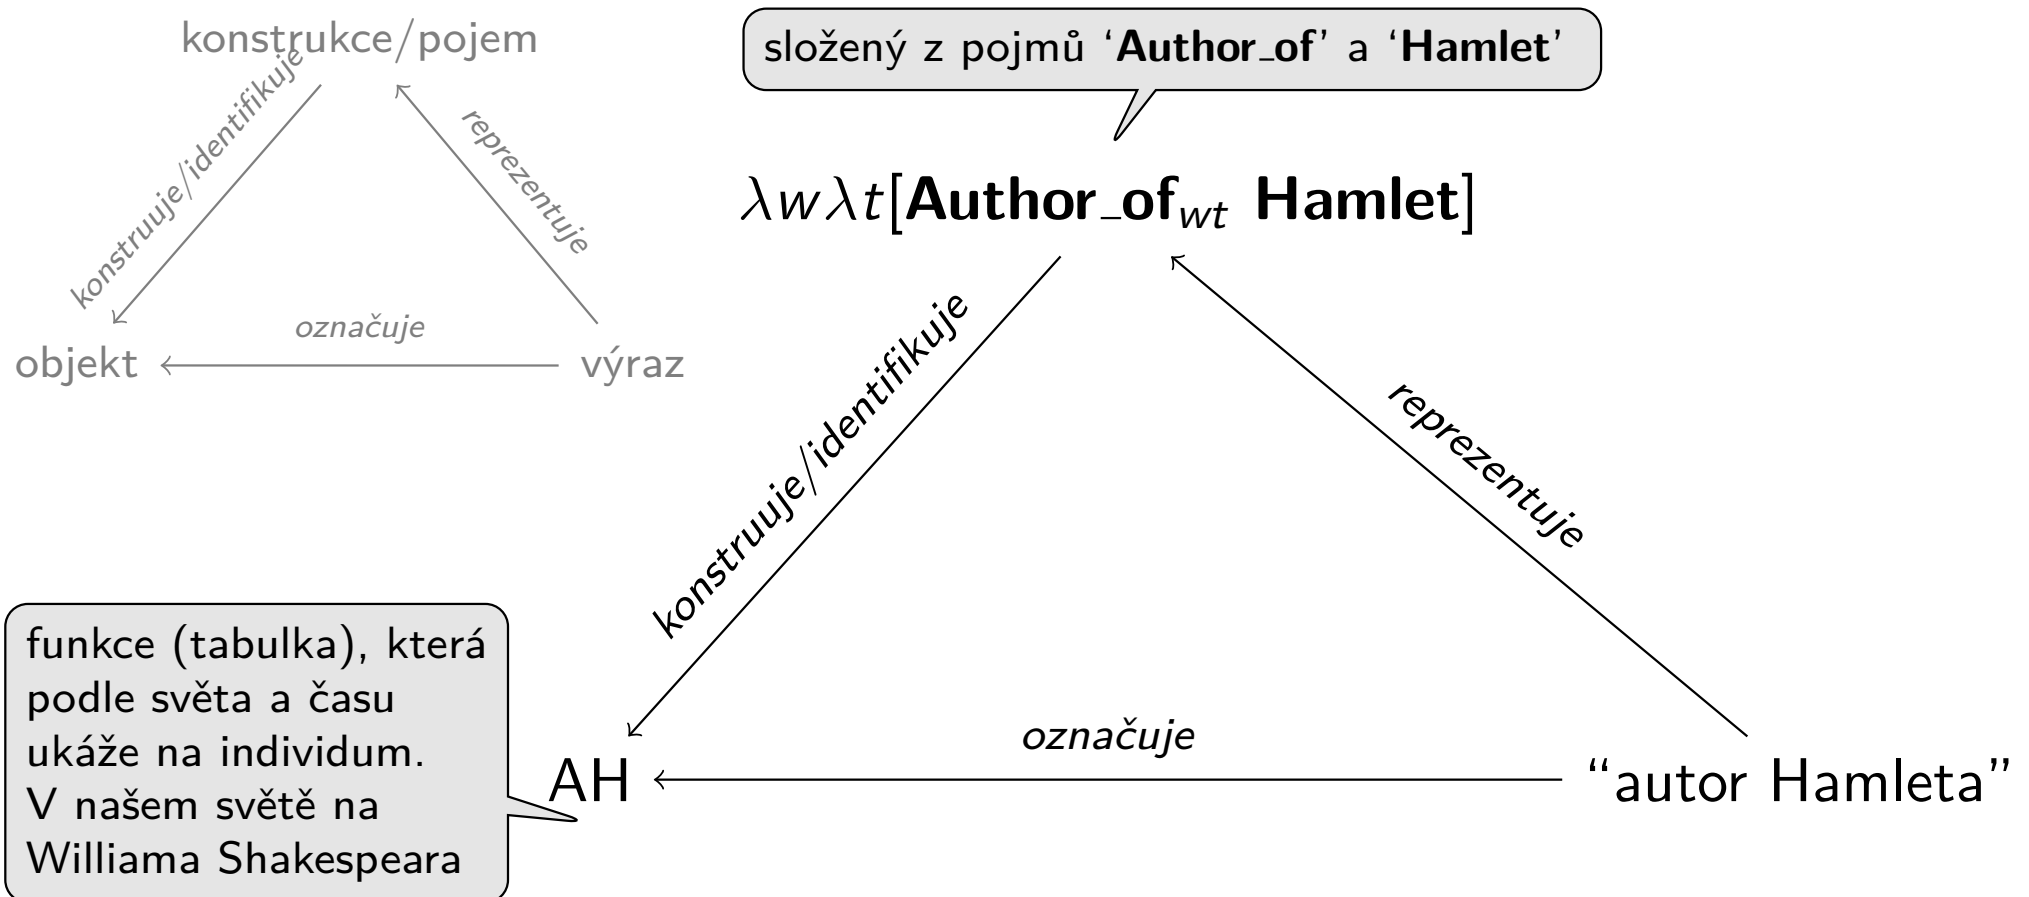 konstrukce/pojem
konstruuje/identifikuje
reprezentuje
označuje
objekt
výraz
složený z pojmů ‘Author_of’ a ‘Hamlet’
λwλt[Author_of_wt Hamlet]
konstruuje/identifikuje
reprezentuje
funkce (tabulka), která
podle světa a času
ukáže na individum.
V našem světě na
Williama Shakespeara
označuje
AH
“autor Hamleta”